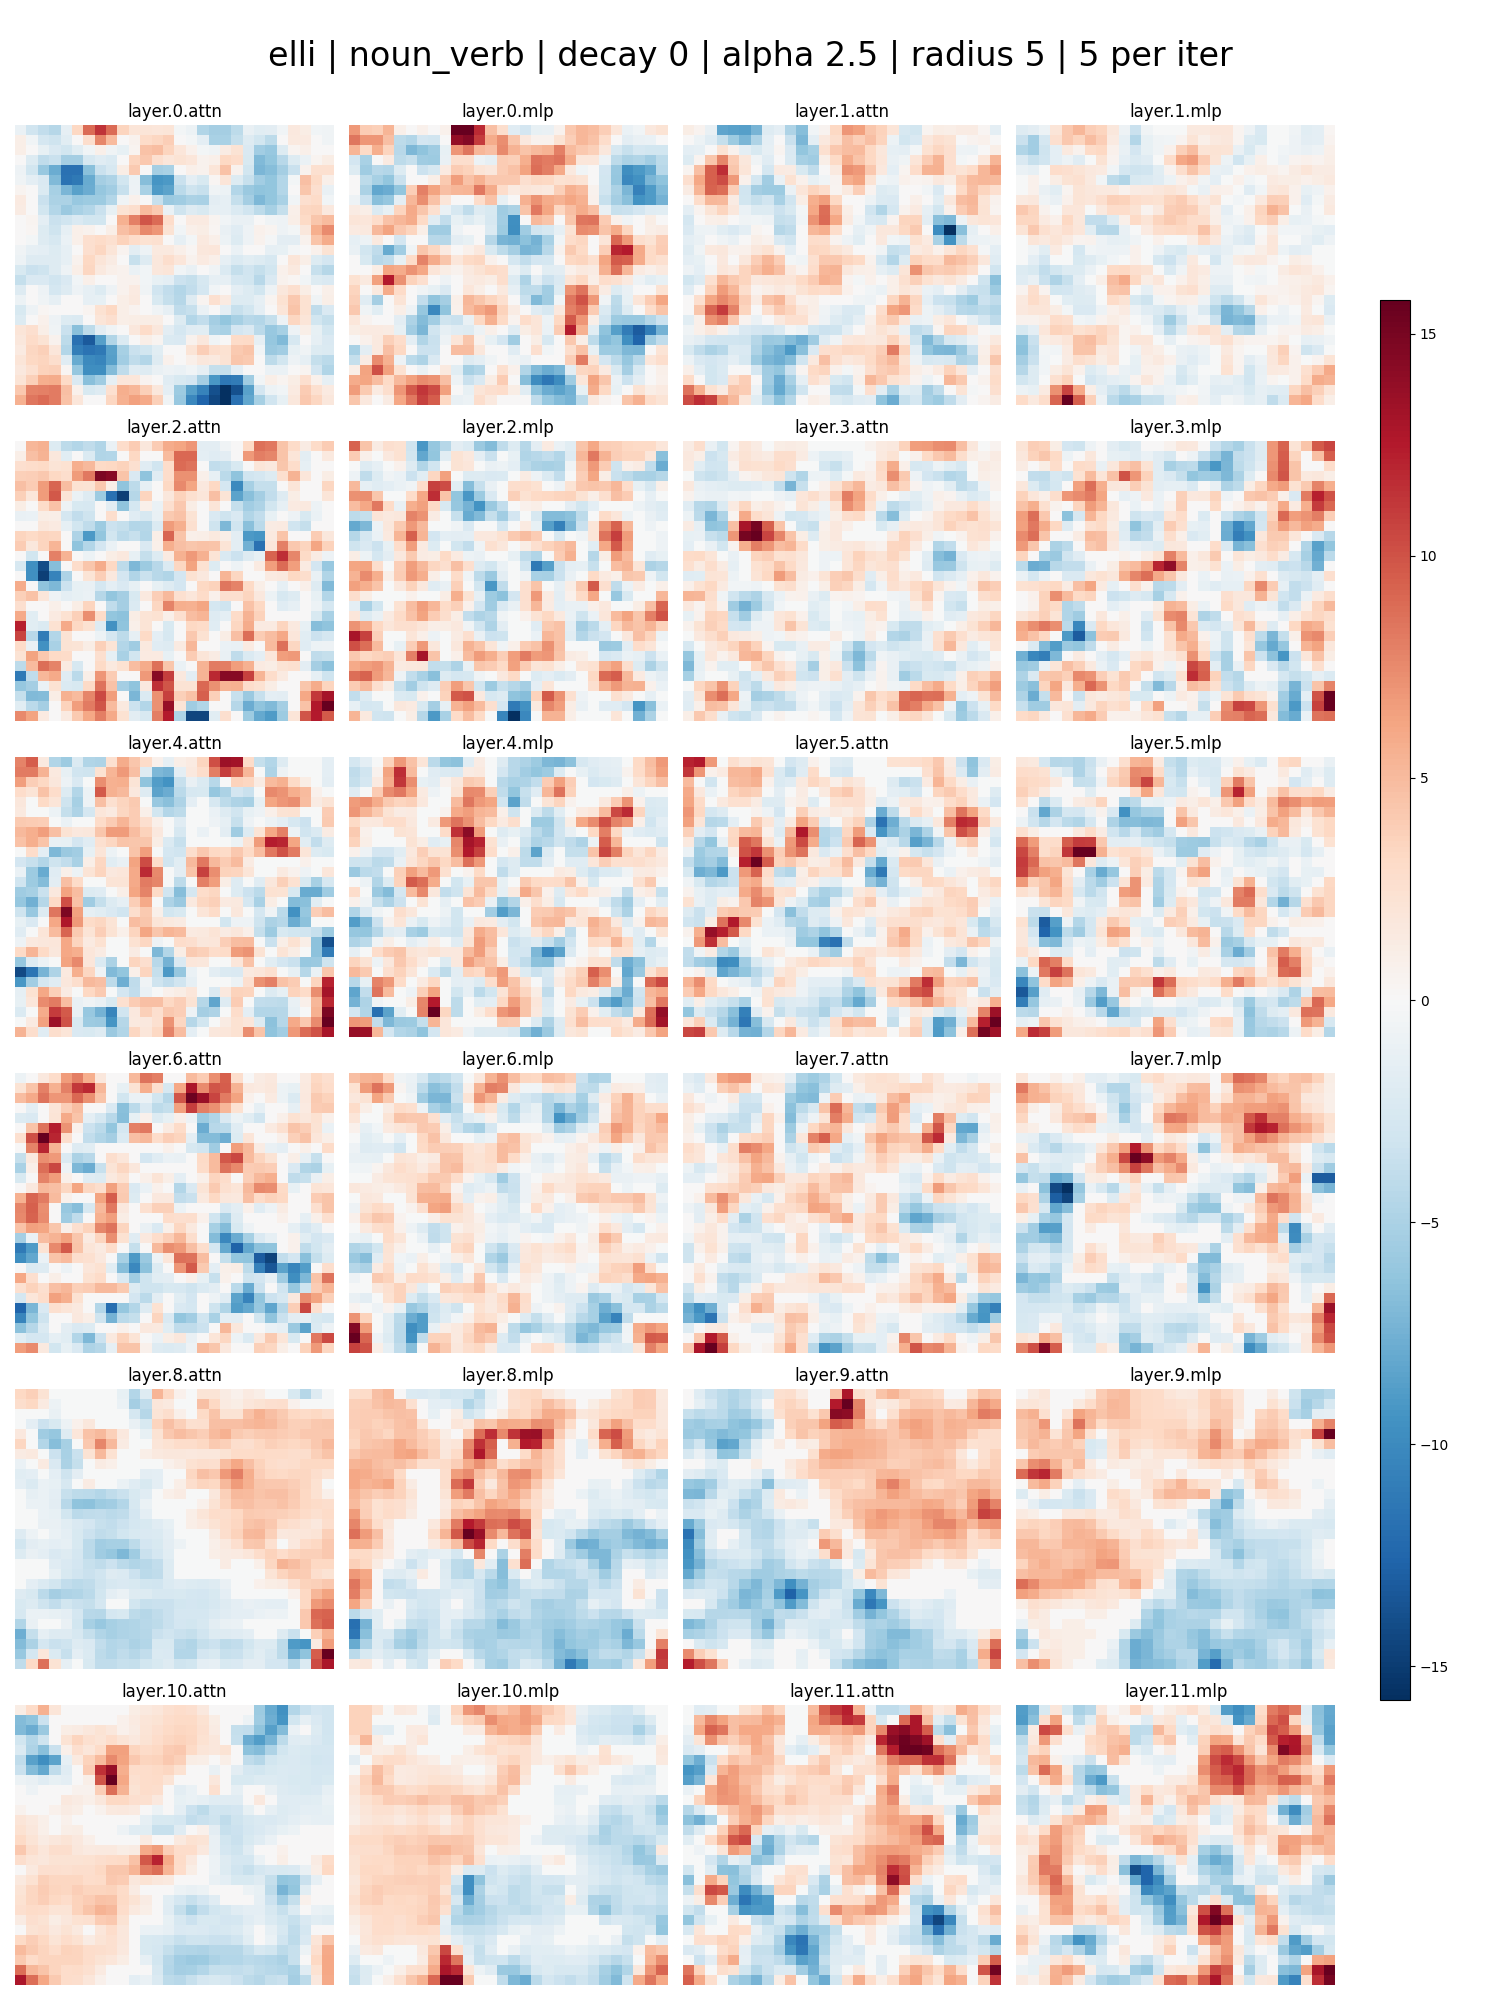 elli | noun_verb | decay 0 | alpha 2.5 | radius 5 | 5 per iter
layer.0.attn
layer.0.mlp
layer.1.attn
layer.1.mlp
layer.2.attn
layer.2.mlp
layer.3.attn
layer.3.mlp
layer.4.attn
layer.4.mlp
layer.5.attn
layer.5.mlp
layer.6.attn
layer.6.mlp
layer.7.attn
layer.7.mlp
layer.8.attn
layer.8.mlp
layer.9.attn
layer.9.mlp
layer.10.attn
layer.10.mlp
layer.11.attn
layer.11.mlp
15
10
5
0
−5
−10
−15